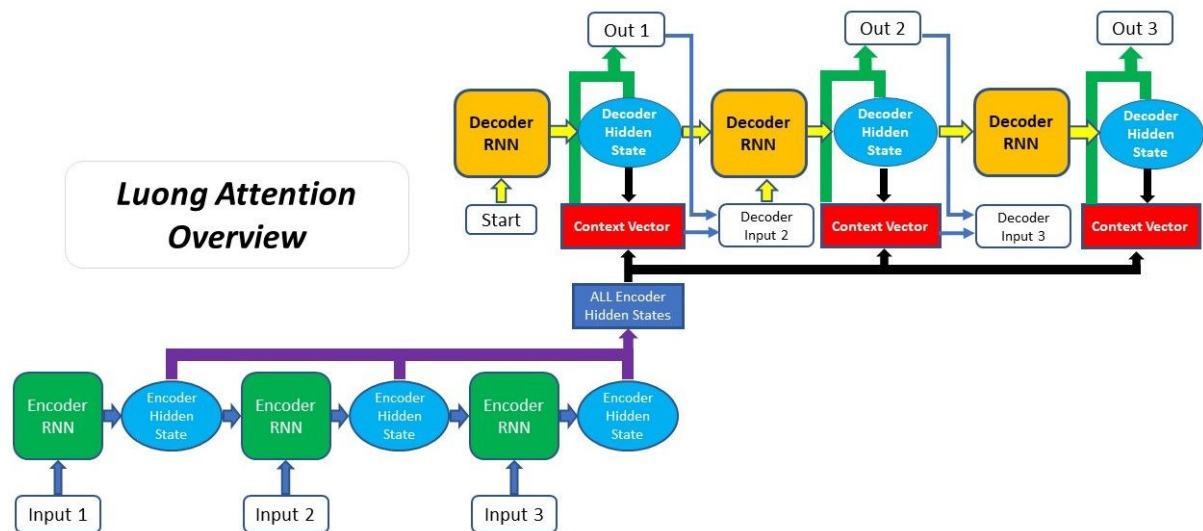 Out 1
Out 2
Out 3
Decoder
RNN
Decoder
Hidden
State
Decoder
RNN
Decoder
Hidden
State
Decoder
RNN
Decoder
Hidden
State
Luong Attention
Overview
Start
Context Vector
Decoder
Input 2
Context Vector
Decoder
Input 3
Context Vector
ALL Encoder
Hidden States
Encoder
RNN
Encoder
Hidden
State
Encoder
RNN
Encoder
Hidden
State
Encoder
RNN
Encoder
Hidden
State
Input 1
Input 2
Input 3